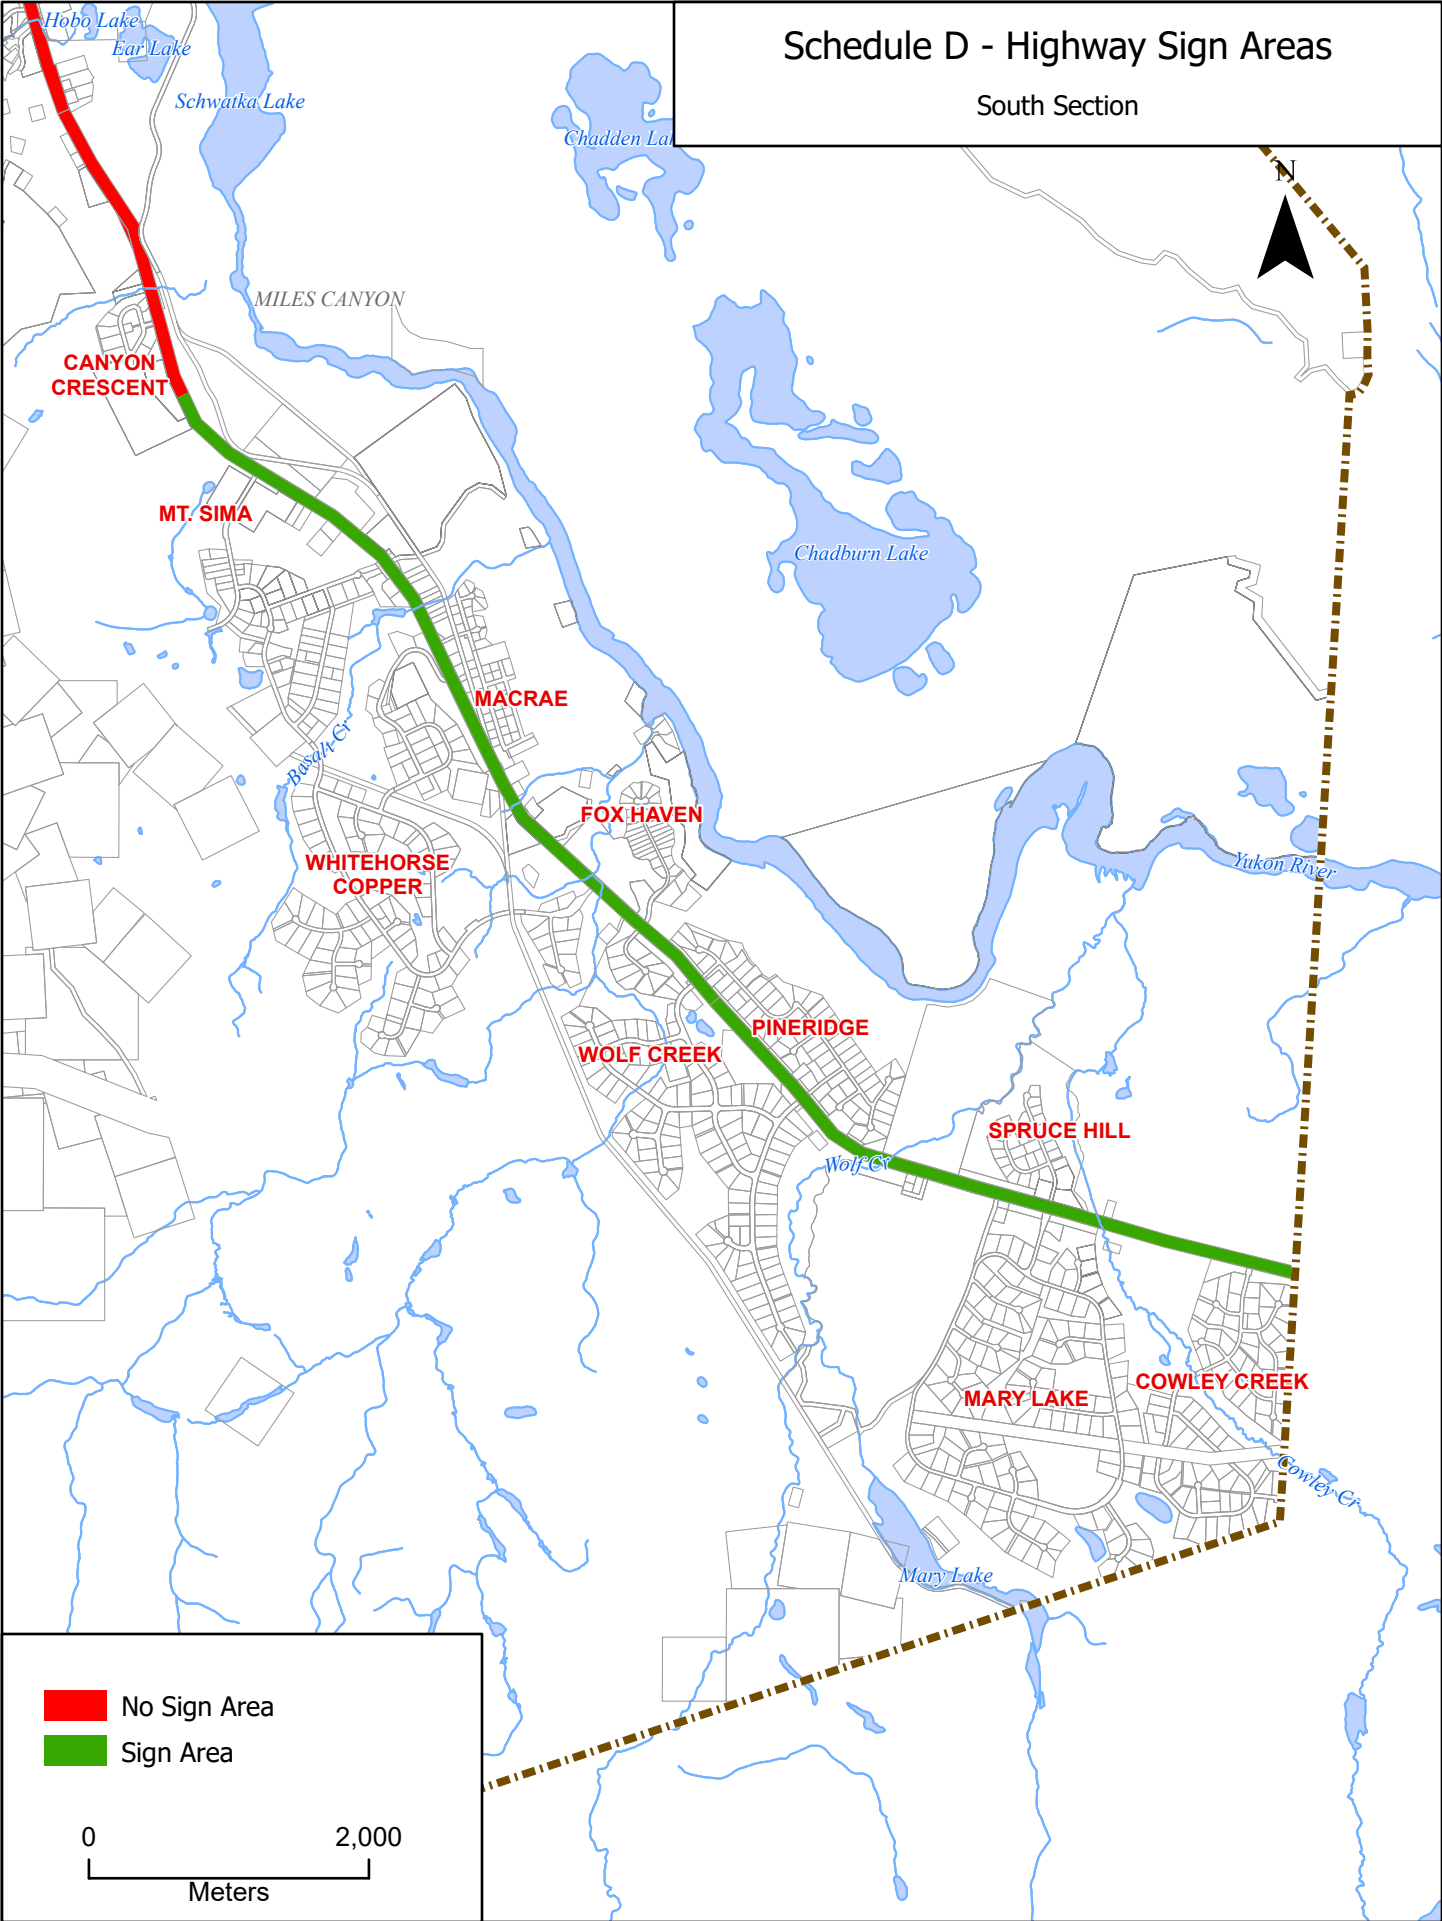 Schedule D - Highway Sign Areas
South Section
Hobo Lake
Ear Lake
Schwatka Lake
Chadden
N
MILES CANYON
CANYON
CRESCENT
MT. SIMA
Chadburn Lake
MACRAE
Basalt Cr
FOX HAVEN
WHITEHORSE
COPPER
Yukon River
PINERIDGE
WOLF CREEK
SPRUCE HILL
Wolf Cr
COWLEY CREEK
MARY LAKE
Cowley Cr
Mary Lake
No Sign Area
Sign Area
0 2,000
Meters